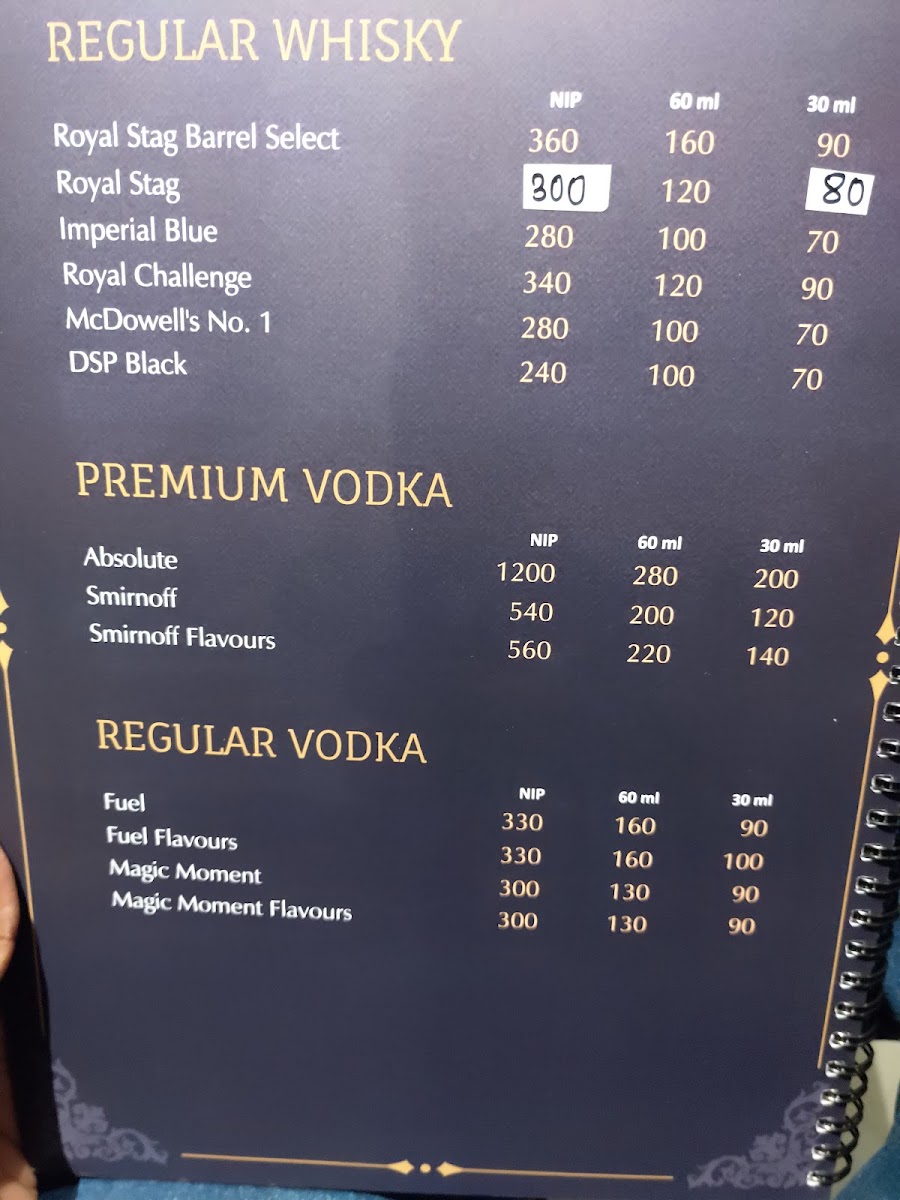 REGULAR WHISKY
NIP 60 ml 30 ml
Royal Stag Barrel Select 360 160 90
Royal Stag 300 120 80
Imperial Blue 280 100 70
Royal Challenge 340 120 90
McDowell's No. 1 280 100 70
DSP Black 240 100 70
PREMIUM VODKA
NIP 60 ml 30 ml
Absolute 1200 280 200
Smirnoff 540 200 120
Smirnoff Flavours 560 220 140
REGULAR VODKA
NIP 60 ml 30 ml
Fuel 330 160 90
Fuel Flavours 330 160 100
Magic Moment 300 130 90
Magic Moment Flavours 300 130 90